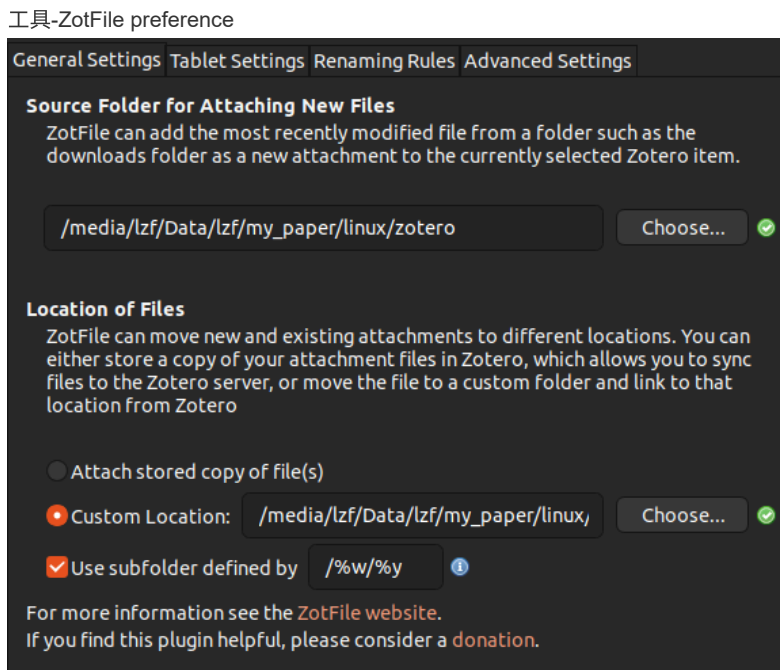 工具-ZotFile preference
General Settings Tablet Settings Renaming Rules Advanced Settings
Source Folder for Attaching New Files
ZotFile can add the most recently modified file from a folder such as the
downloads folder as a new attachment to the currently selected Zotero item.
/media/lzf/Data/lzf/my_paper/linux/zotero Choose...
Location of Files
ZotFile can move new and existing attachments to different locations. You can
either store a copy of your attachment files in Zotero, which allows you to sync
files to the Zotero server, or move the file to a custom folder and link to that
location from Zotero
Attach stored copy of file(s)
Custom Location: /media/lzf/Data/lzf/my_paper/linux/ Choose...
Use subfolder defined by /%w/%y
For more information see the ZotFile website.
If you find this plugin helpful, please consider a donation.